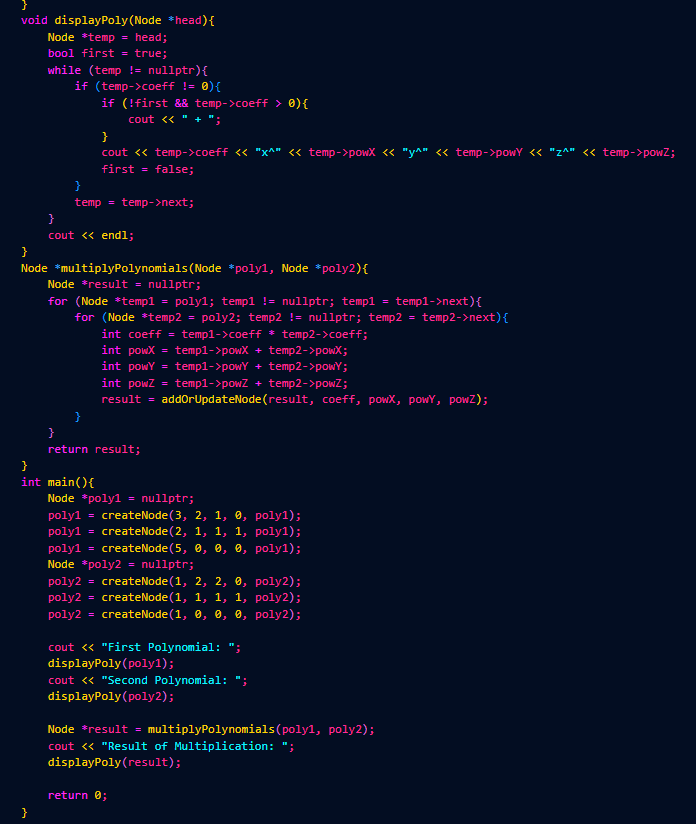 }
void displayPoly(Node *head){
    Node *temp = head;
    bool first = true;
    while (temp != nullptr){
        if (temp->coeff != 0){
            if (!first && temp->coeff > 0){
                cout << " + ";
            }
            cout << temp->coeff << "x^" << temp->powX << "y^" << temp->powY << "z^" << temp->powZ;
            first = false;
        }
        temp = temp->next;
    }
    cout << endl;
}
Node *multiplyPolynomials(Node *poly1, Node *poly2){
    Node *result = nullptr;
    for (Node *temp1 = poly1; temp1 != nullptr; temp1 = temp1->next){
        for (Node *temp2 = poly2; temp2 != nullptr; temp2 = temp2->next){
            int coeff = temp1->coeff * temp2->coeff;
            int powX = temp1->powX + temp2->powX;
            int powY = temp1->powY + temp2->powY;
            int powZ = temp1->powZ + temp2->powZ;
            result = addOrUpdateNode(result, coeff, powX, powY, powZ);
        }
    }
    return result;
}
int main(){
    Node *poly1 = nullptr;
    poly1 = createNode(3, 2, 1, 0, poly1);
    poly1 = createNode(2, 1, 1, 1, poly1);
    poly1 = createNode(5, 0, 0, 0, poly1);
    Node *poly2 = nullptr;
    poly2 = createNode(1, 2, 2, 0, poly2);
    poly2 = createNode(1, 1, 1, 1, poly2);
    poly2 = createNode(1, 0, 0, 0, poly2);

    cout << "First Polynomial: ";
    displayPoly(poly1);
    cout << "Second Polynomial: ";
    displayPoly(poly2);

    Node *result = multiplyPolynomials(poly1, poly2);
    cout << "Result of Multiplication: ";
    displayPoly(result);

    return 0;
}